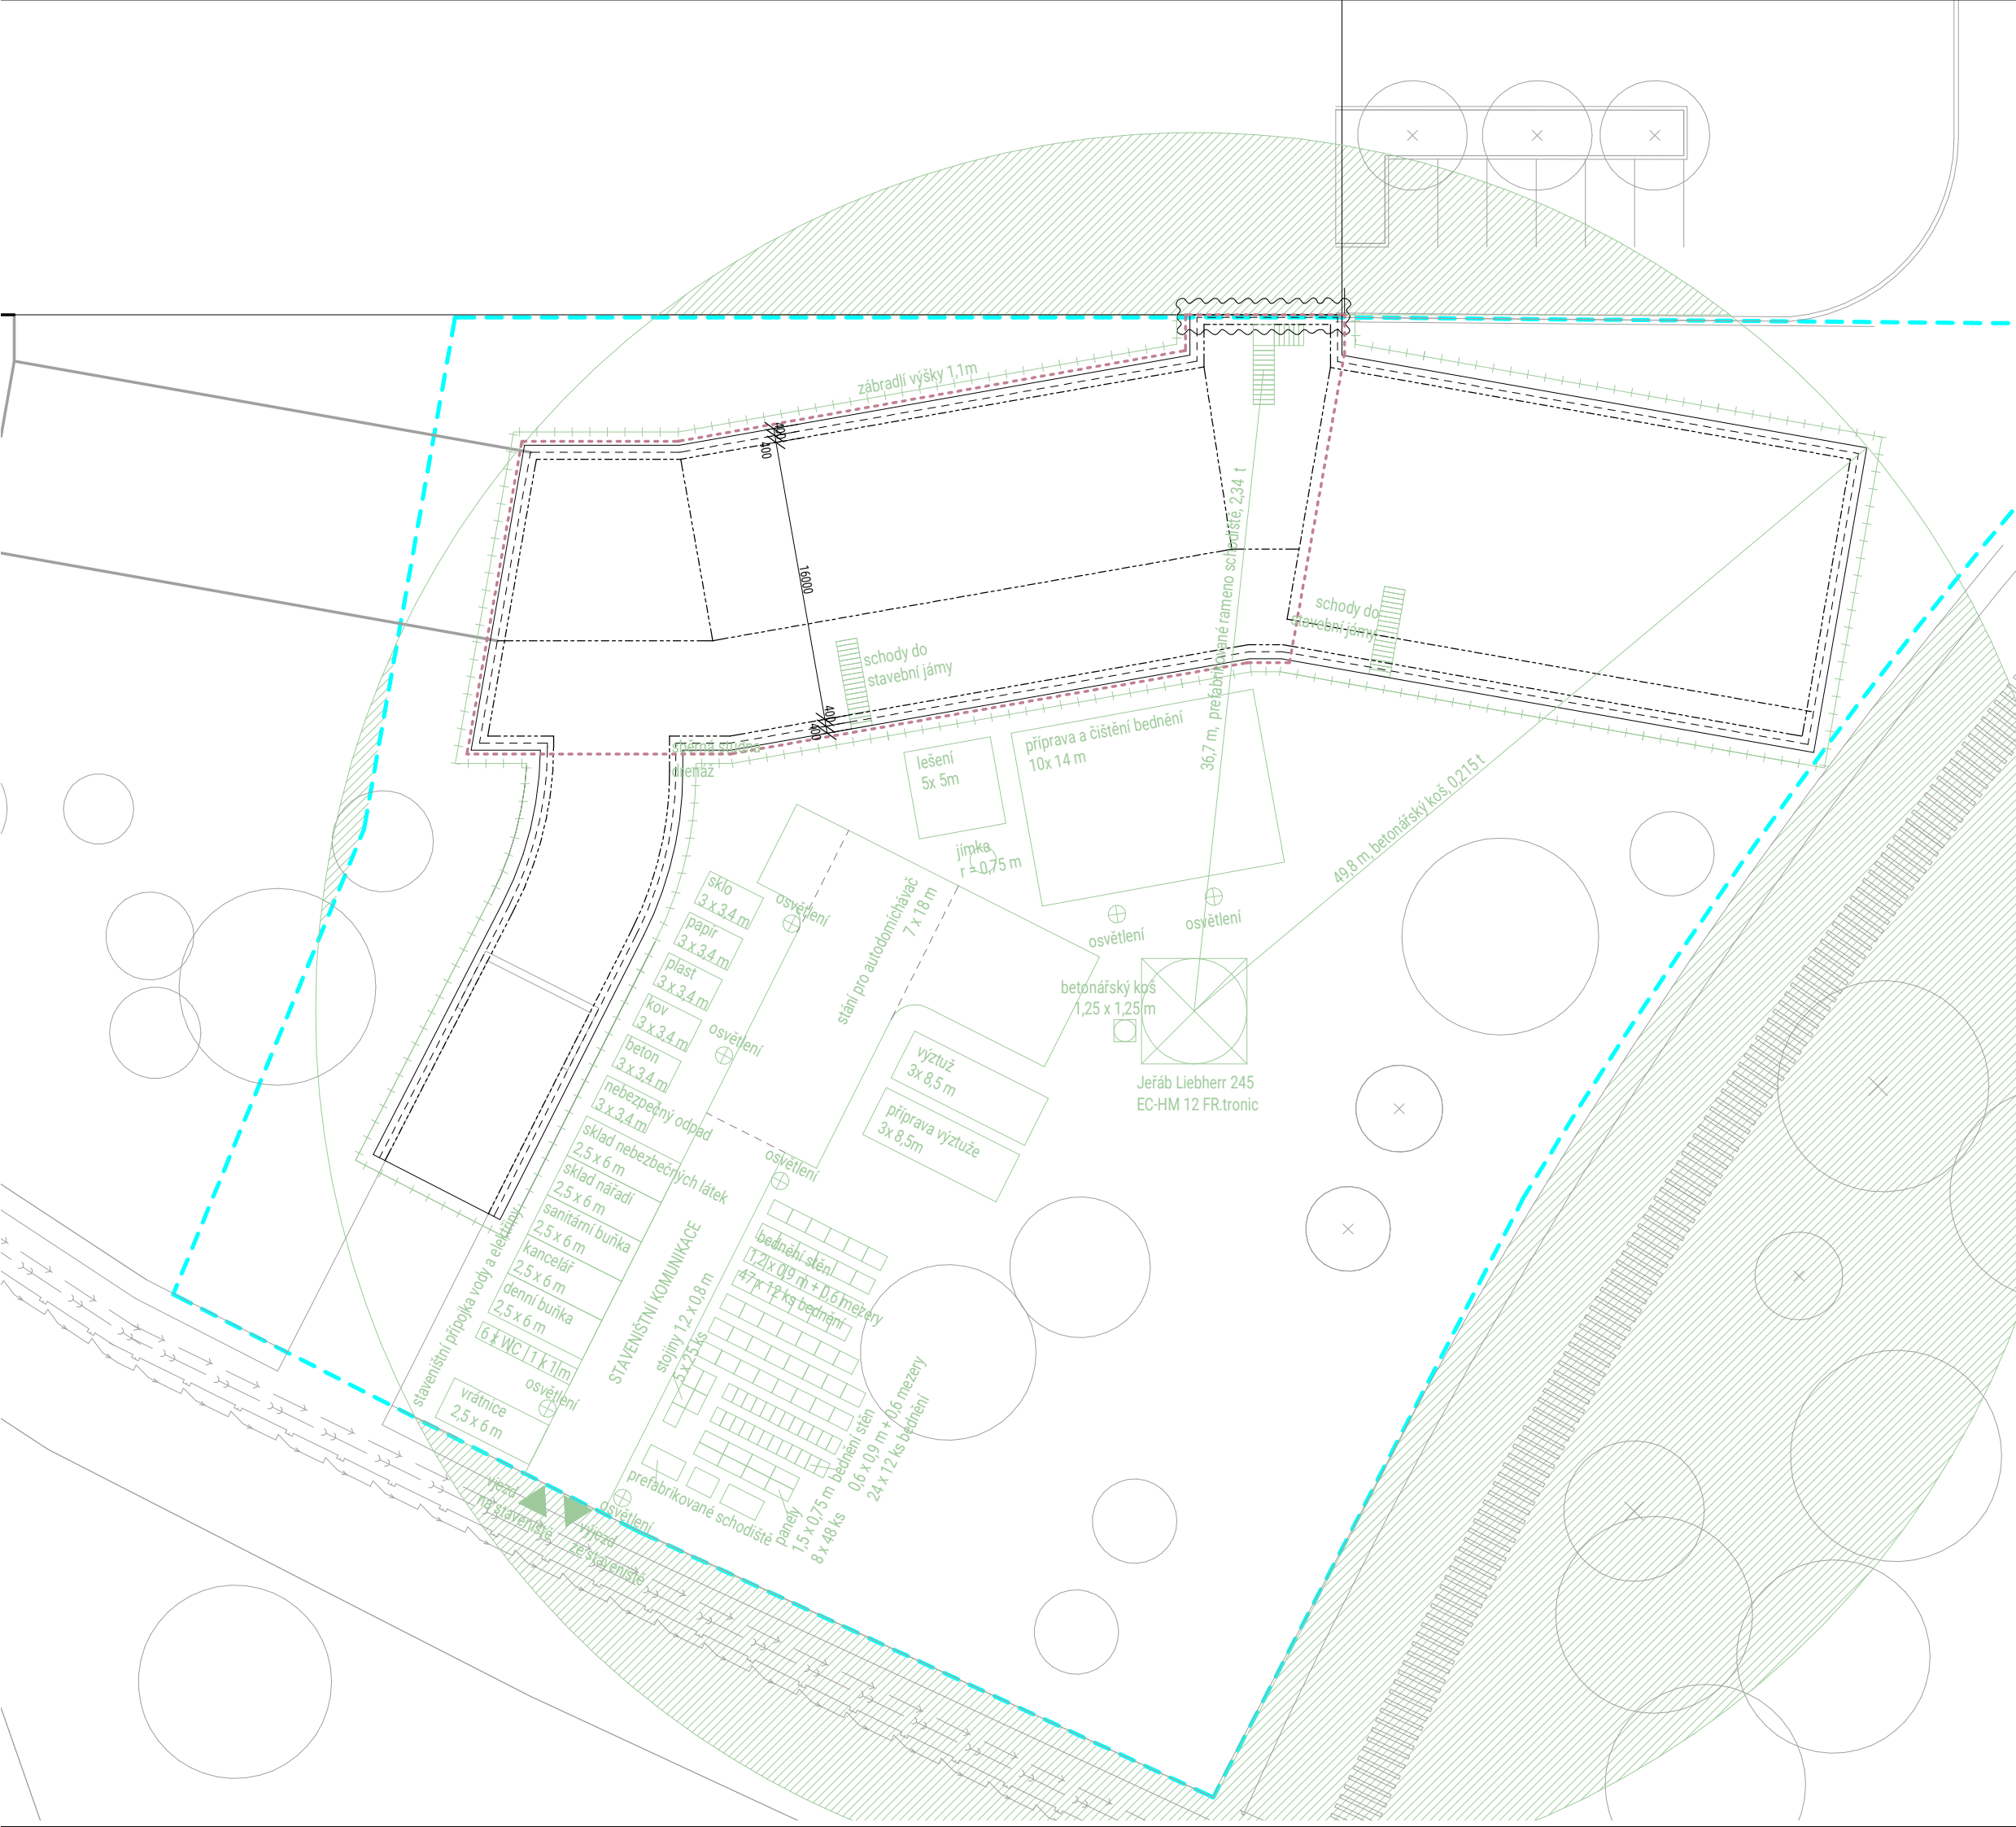 zábradlí výšky 1,1m
400
400
16000
400
400
schody do
stavební jámy
schody do
stavební jámy
36,7 m, prefabrikované rameno schodiště, 2,34 t
49,8 m, betonářský koš, 0,215 t
sběrná studna
drenáž
lešení
5x 5m
příprava a čištění bednění
10x 14 m
jímka
r = 0,75 m
sklo
3 x 3,4 m
papír
3 x 3,4 m
plast
3 x 3,4 m
kov
3 x 3,4 m
beton
3 x 3,4 m
nebezpečný odpad
3 x 3,4 m
osvětlení
stání pro autodomíchávač
7 x 18 m
osvětlení
osvětlení
betonářský koš
1,25 x 1,25 m
osvětlení
výztuž
3x 8,5 m
příprava výztuže
3x 8,5m
Jeřáb Liebherr 245
EC-HM 12 FR.tronic
sklad nebezbečných látek
2,5 x 6 m
sklad nářadí
2,5 x 6 m
sanitární buňka
2,5 x 6 m
kancelář
2,5 x 6 m
denní buňka
2,5 x 6 m
6 x WC | 1 x 1m
osvětlení
vrátnice
2,5 x 6 m
osvětlení
staveništní přípojka vody a elektřiny
STAVENIŠTNÍ KOMUNIKACE
bednění stěn
1,2 x 0,9 m + 0,6 mezery
47 x 12 ks bednění
stojiny 1,2 x 0,8 m
5 x 25 ks
bednění stěn
0,6 x 0,9 m + 0,6 mezery
24 x 12 ks bednění
prefabrikované schodiště
panely
1,5 x 0,75 m
8 x 48 ks
osvětlení
vjezd
na staveniště
výjezd
ze staveniště